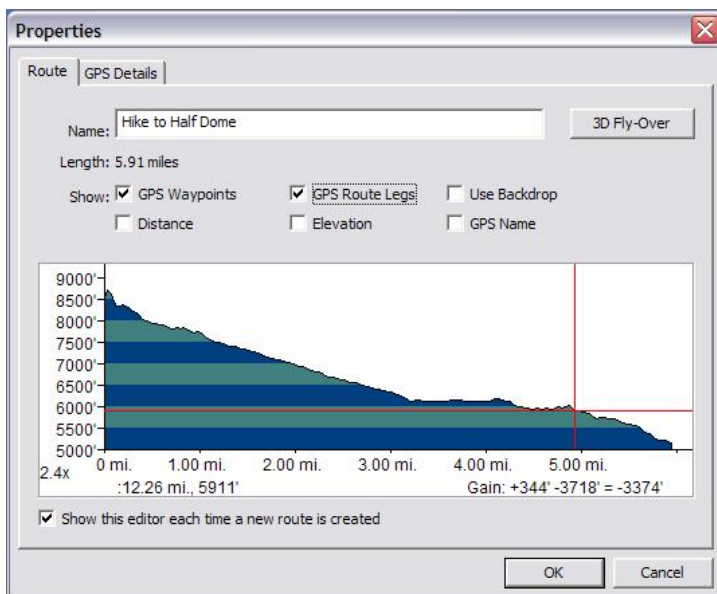 Properties
Route GPS Details
Name: Hike to Half Dome 3D Fly-Over
Length: 5.91 miles
Show: GPS Waypoints GPS Route Legs Use Backdrop
Distance Elevation GPS Name
9000'
8500'
8000'
7500'
7000'
6500'
6000'
5500'
5000'
2.4x 0 mi. 1.00 mi. 2.00 mi. 3.00 mi. 4.00 mi. 5.00 mi.
:12.26 mi., 5911' Gain: +344' -3718' = -3374'
Show this editor each time a new route is created
OK Cancel